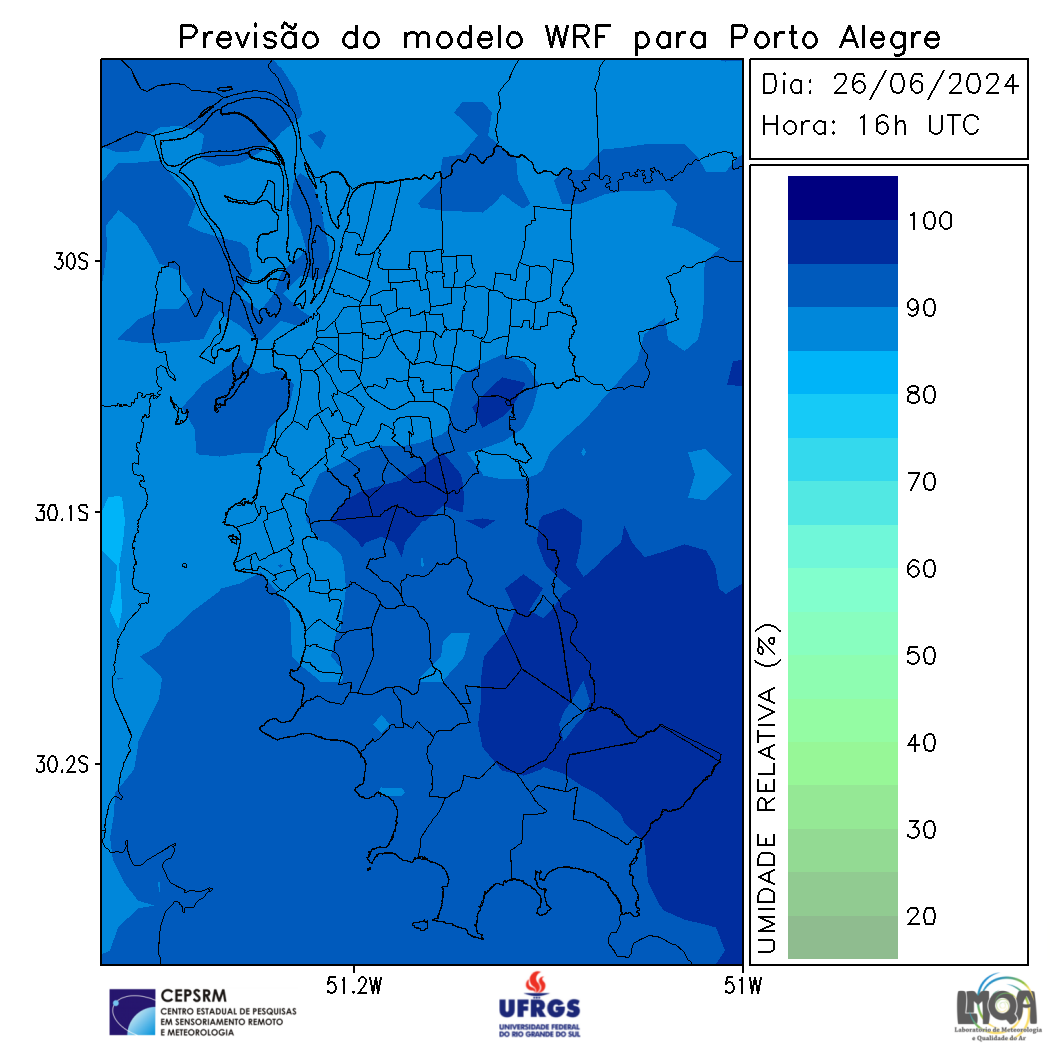 Previsão do modelo WRF para Porto Alegre
Dia: 26/06/2024
Hora: 16h UTC
100
90
80
70
60
50
40
30
20
UMIDADE RELATIVA (%)
30S
30.1S
30.2S
51.2W
51W
CEPSRM
CENTRO ESTADUAL DE PESQUISAS
EM SENSORIAMENTO REMOTO
E METEOROLOGIA
UFRGS
UNIVERSIDADE FEDERAL
DO RIO GRANDE DO SUL
LMQA
Laboratório de Meteorologia
e Qualidade do Ar